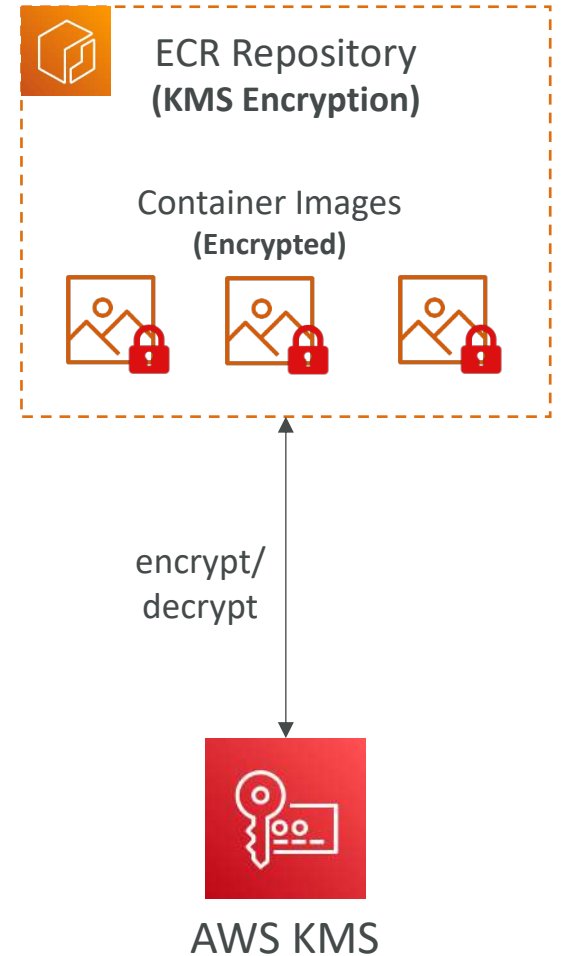 ECR Repository
(KMS Encryption)
Container Images
(Encrypted)
encrypt/
decrypt
AWS KMS